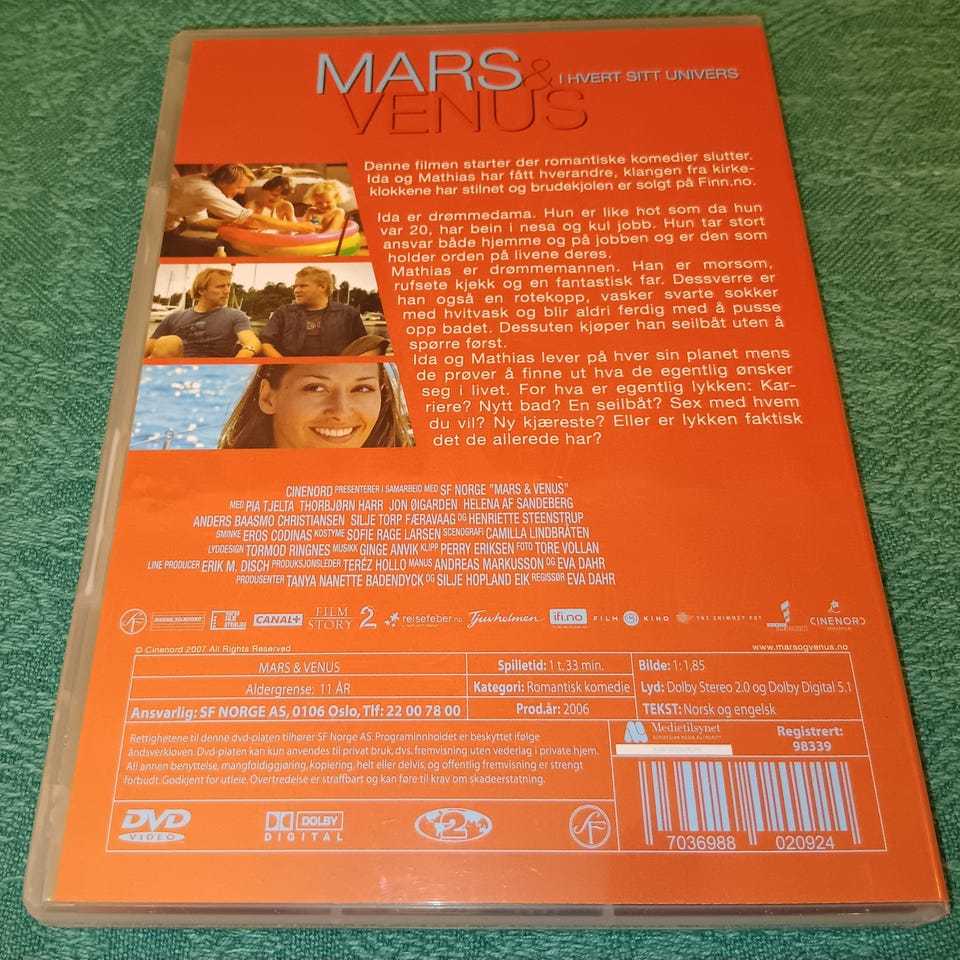 MARS
&
I HVERT SITT UNIVERS
VENUS
Denne filmen starter der romantiske komedier slutter.
Ida og Mathias har fått hverandre, klangen fra kirke-
klokkene har stilnet og brudekjolen er solgt på Finn.no.
Ida er drømmedama. Hun er like hot som da hun
var 20, har bein i nesa og kul jobb. Hun tar stort
ansvar både hjemme og på jobben og er den som
holder orden på livene deres.
Mathias er drømmemannen. Han er morsom,
rufsete kjekk og en fantastisk far. Dessverre er
han også en rotekopp, vasker svarte sokker
med hvitvask og blir aldri ferdig med å pusse
opp badet. Dessuten kjøper han seilbåt uten å
spørre først.
Ida og Mathias lever på hver sin planet mens
de prøver å finne ut hva de egentlig ønsker
seg i livet. For hva er egentlig lykken: Kar-
riere? Nytt bad? En seilbåt? Sex med hvem
du vil? Ny kjæreste? Eller er lykken faktisk
det de allerede har?
CINENORD PRESENTERER I SAMARBEID MED SF NORGE "MARS & VENUS"
MED PIA TJELTA THORBJØRN HARR JON ØIGARDEN HELENA AF SANDEBERG
ANDERS BAASMO CHRISTIANSEN SILJE TORP FÆRAVAAG OG HENRIETTE STEENSTRUP
SMINKE EROS CODINAS KOSTYME SOFIE RAGE LARSEN SCENOGRAFI CAMILLA LINDBRÅTEN
LYDDESIGN TORMOD RINGNES MUSIKK GINGE ANVIK KLIPP PERRY ERIKSEN FOTO TORE VOLLAN
LINE PRODUCER ERIK M. DISCH PRODUKSJONSLEDER TERÉZ HOLLO MANUS ANDREAS MARKUSSON OG EVA DAHR
PRODUSENTER TANYA NANETTE BADENDYCK OG SILJE HOPLAND EIK REGISSØR EVA DAHR
SF NORSK FILMFOND CANAL+ FILM STORY 2 reisefeber.no Tjuvholmen ifi.no FILM KINO THE CHIMNEY POT CINENORD
© Cinenord 2007 All Rights Reserved www.marsogvenus.no
MARS & VENUS Spilletid: 1 t. 33 min. Bilde: 1: 1,85
Aldergrense: 11 ÅR Kategori: Romantisk komedie Lyd: Dolby Stereo 2.0 og Dolby Digital 5.1
Ansvarlig: SF NORGE AS, 0106 Oslo, Tlf: 22 00 78 00 Prod.år: 2006 TEKST: Norsk og engelsk
Rettighetene til denne dvd-platen tilhører SF Norge AS. Programinnholdet er beskyttet ifølge
åndsverkloven. Dvd-platen kan kun anvendes til privat bruk, dvs. fremvisning uten vederlag i private hjem.
All annen benyttelse, mangfoldiggjøring, kopiering, helt eller delvis, og offentlig fremvisning er strengt
forbudt. Godkjent for utleie. Overtredelse er straffbart og kan føre til krav om skadeerstatning.
Medietilsynet
NORWEGIAN MEDIA AUTHORITY
Registrert:
98339
DVD
VIDEO
DOLBY
DIGITAL
2
SF
7036988 020924